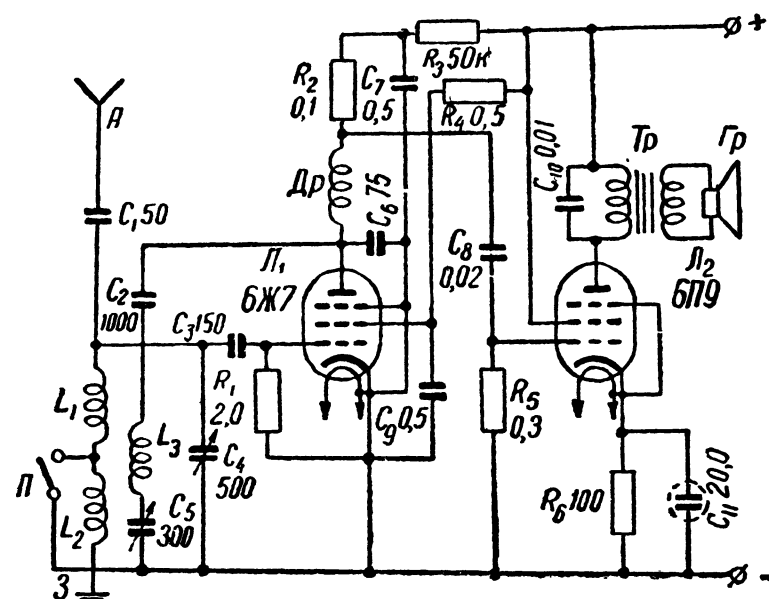 А
C₁ 50
C₂
1000
C₃ 150
L₁
П
L₂
З
L₃
C₅
300
C₄
500
R₁
2,0
R₂
0,1
C₇
0,5
R₃ 50к
R₄ 0,5
Др
C₆ 75
Л₁
6Ж7
C₉ 0,5
C₈
0,02
R₅
0,3
C₁₀ 0,01
Тр
Гр
Л₂
6П9
R₆ 100
C₁₁ 20,0
+
-